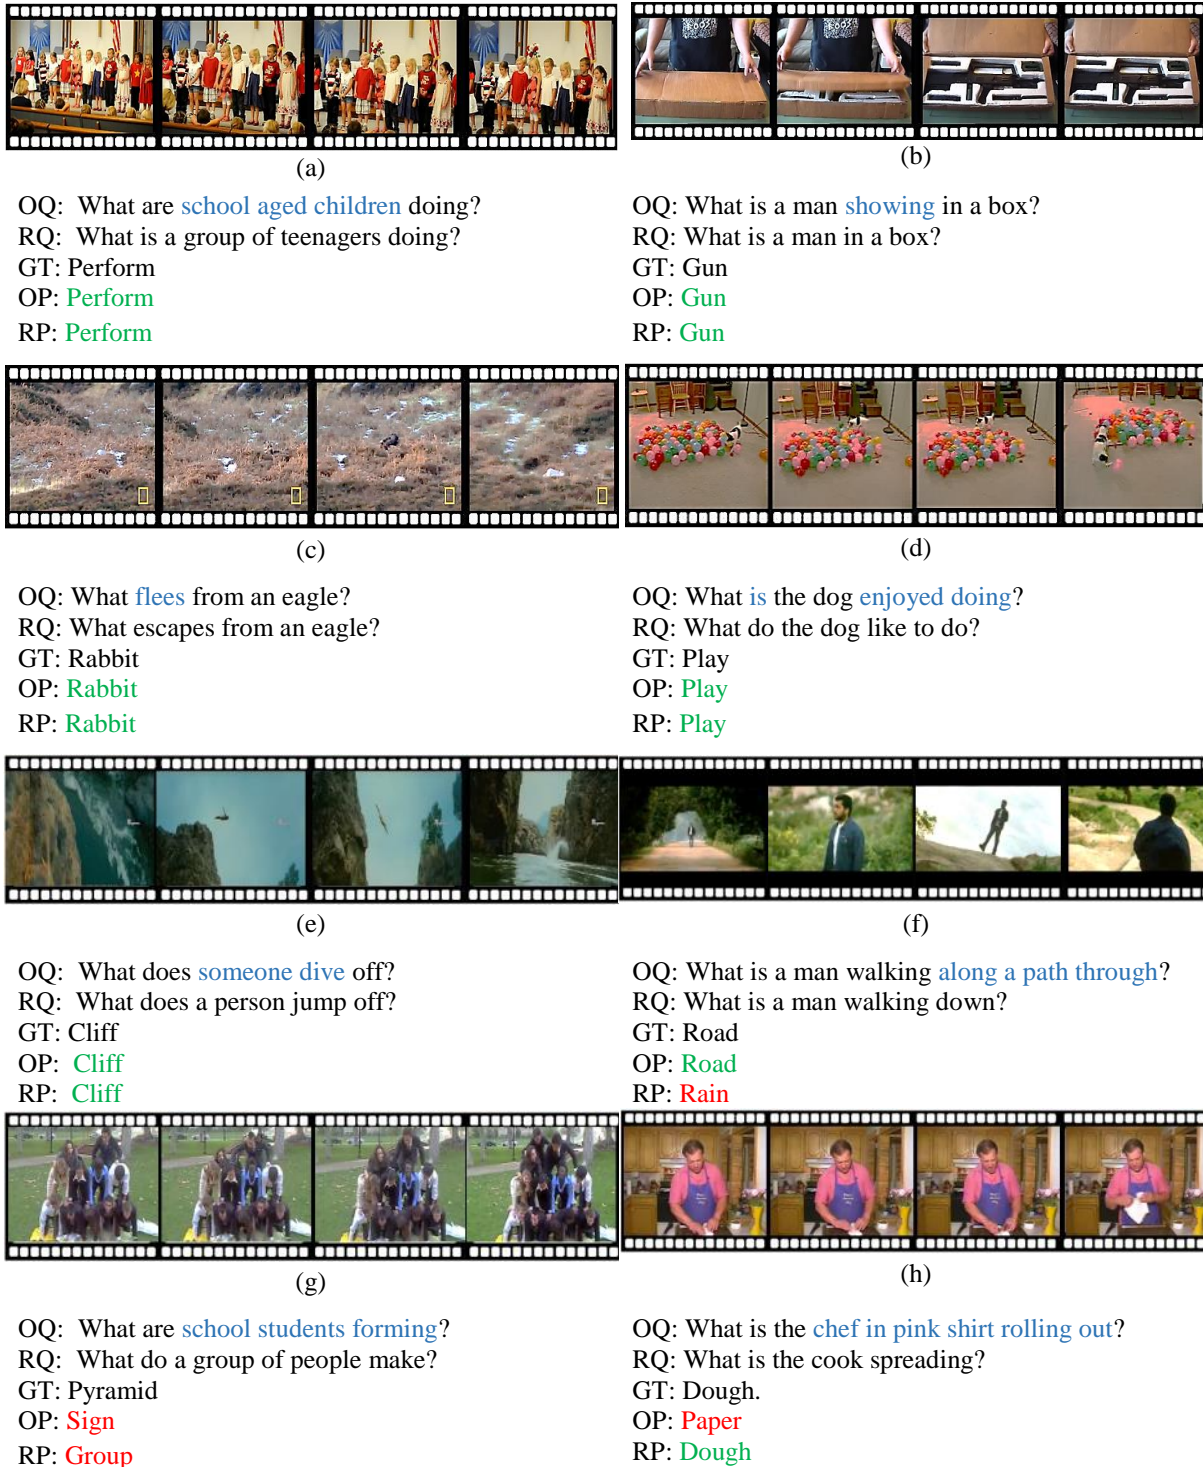 (a)
OQ: What are school aged children doing?
RQ: What is a group of teenagers doing?
GT: Perform
OP: Perform
RP: Perform
(b)
OQ: What is a man showing in a box?
RQ: What is a man in a box?
GT: Gun
OP: Gun
RP: Gun
(c)
OQ: What flees from an eagle?
RQ: What escapes from an eagle?
GT: Rabbit
OP: Rabbit
RP: Rabbit
(d)
OQ: What is the dog enjoyed doing?
RQ: What do the dog like to do?
GT: Play
OP: Play
RP: Play
(e)
OQ: What does someone dive off?
RQ: What does a person jump off?
GT: Cliff
OP: Cliff
RP: Cliff
(f)
OQ: What is a man walking along a path through?
RQ: What is a man walking down?
GT: Road
OP: Road
RP: Rain
(g)
OQ: What are school students forming?
RQ: What do a group of people make?
GT: Pyramid
OP: Sign
RP: Group
(h)
OQ: What is the chef in pink shirt rolling out?
RQ: What is the cook spreading?
GT: Dough.
OP: Paper
RP: Dough